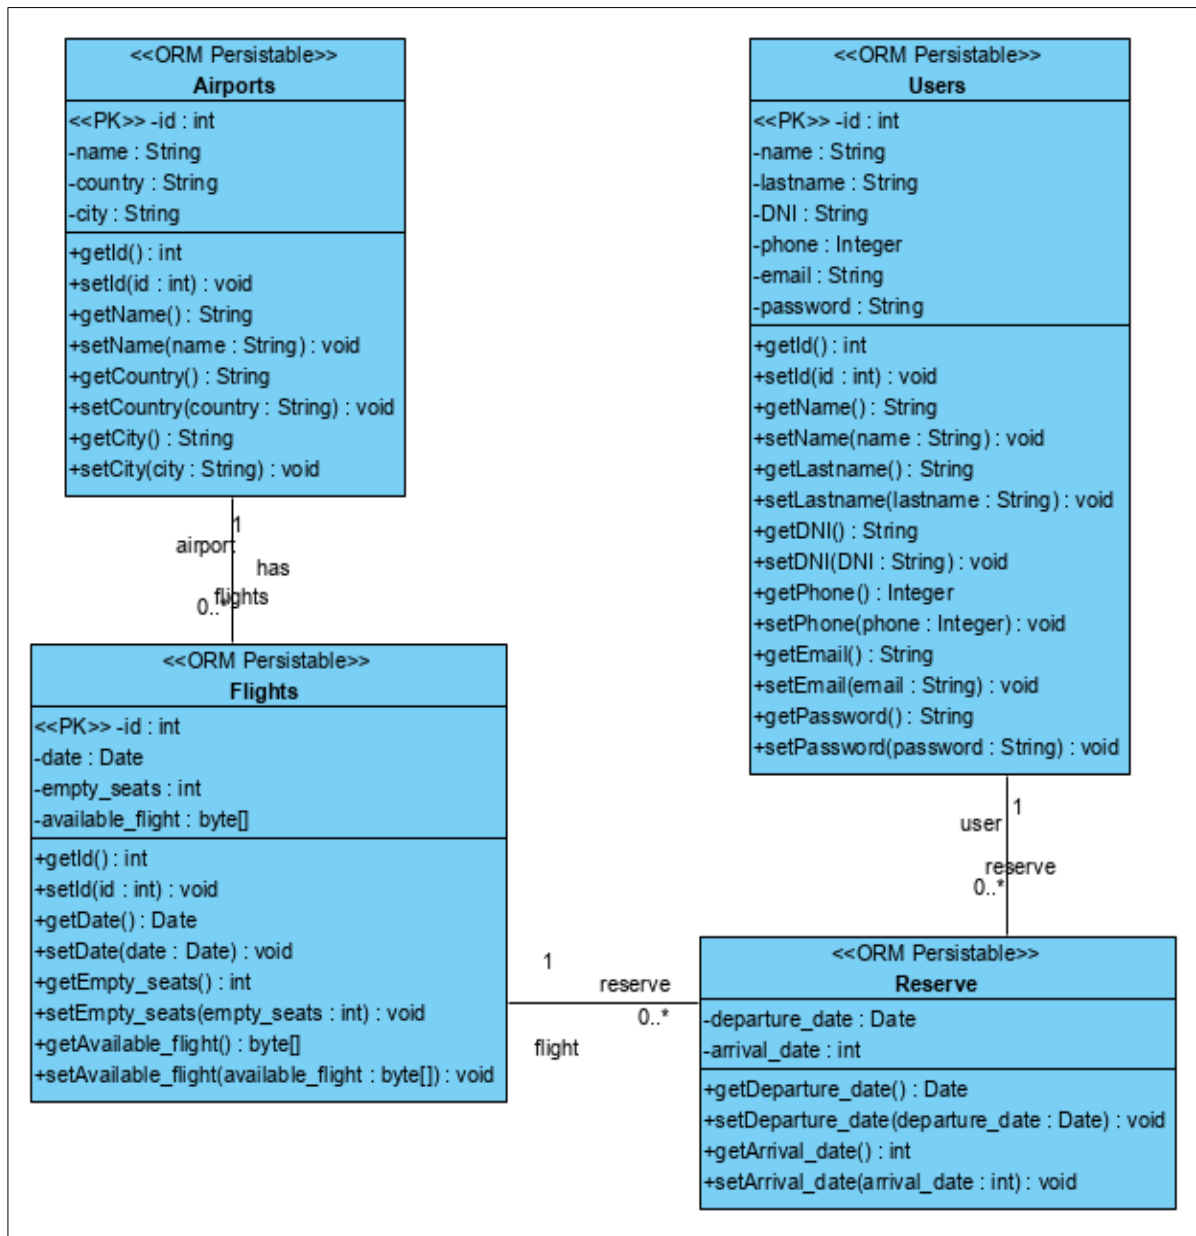 <<ORM Persistable>>
Airports
<<PK>> -id : int
-name : String
-country : String
-city : String
+getId() : int
+setId(id : int) : void
+getName() : String
+setName(name : String) : void
+getCountry() : String
+setCountry(country : String) : void
+getCity() : String
+setCity(city : String) : void
1
airport
has
0..*
flights
<<ORM Persistable>>
Flights
<<PK>> -id : int
-date : Date
-empty_seats : int
-available_flight : byte[]
+getId() : int
+setId(id : int) : void
+getDate() : Date
+setDate(date : Date) : void
+getEmpty_seats() : int
+setEmpty_seats(empty_seats : int) : void
+getAvailable_flight() : byte[]
+setAvailable_flight(available_flight : byte[]) : void
1
reserve
0..*
flight
<<ORM Persistable>>
Users
<<PK>> -id : int
-name : String
-lastname : String
-DNI : String
-phone : Integer
-email : String
-password : String
+getId() : int
+setId(id : int) : void
+getName() : String
+setName(name : String) : void
+getLastname() : String
+setLastname(lastname : String) : void
+getDNI() : String
+setDNI(DNI : String) : void
+getPhone() : Integer
+setPhone(phone : Integer) : void
+getEmail() : String
+setEmail(email : String) : void
+getPassword() : String
+setPassword(password : String) : void
1
user
reserve
0..*
<<ORM Persistable>>
Reserve
-departure_date : Date
-arrival_date : int
+getDeparture_date() : Date
+setDeparture_date(departure_date : Date) : void
+getArrival_date() : int
+setArrival_date(arrival_date : int) : void